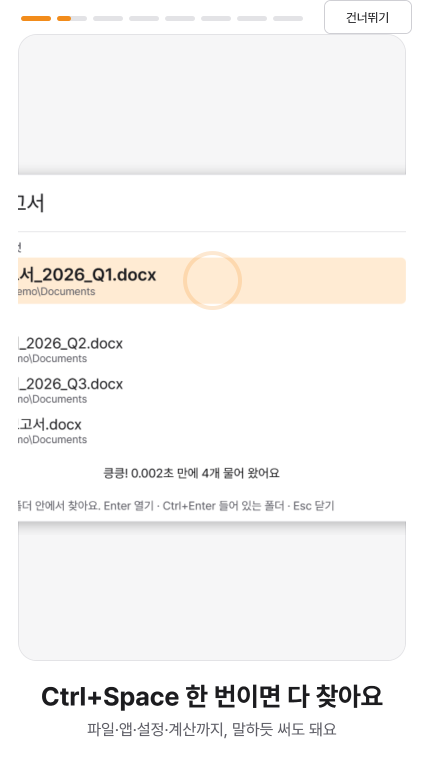 건너뛰기
고서
서_2026_Q1.docx
emo\Documents
_2026_Q2.docx
mo\Documents
_2026_Q3.docx
mo\Documents
고서.docx
mo\Documents
킁킁! 0.002초 만에 4개 물어 왔어요
폴더 안에서 찾아요. Enter 열기 · Ctrl+Enter 들어 있는 폴더 · Esc 닫기
Ctrl+Space 한 번이면 다 찾아요
파일·앱·설정·계산까지, 말하듯 써도 돼요